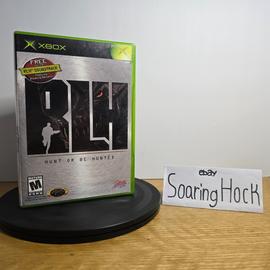 XBOX
FREE
RLH
HUNT OR BE HUNTED
M
ebay
SoaringHock